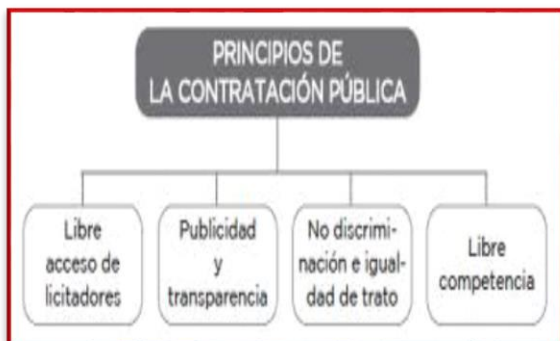 PRINCIPIOS DE
LA CONTRATACIÓN PÚBLICA
Libre
acceso de
licitadores
Publicidad
y
transparencia
No discrimi-
nación e igual-
dad de trato
Libre
competencia